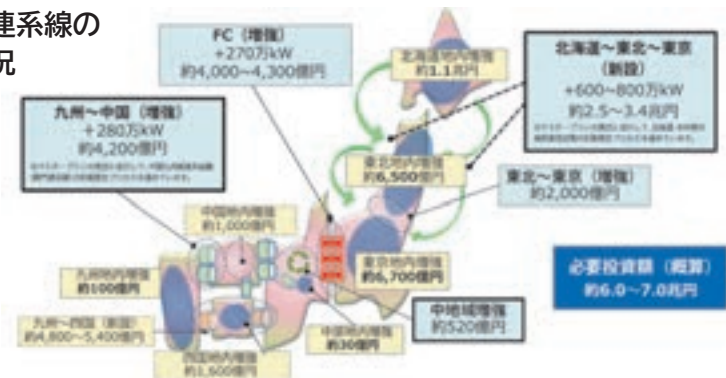 連系線の
況
FC（増強）
+270万kW
約4,000～4,300億円
北海道地内増強
約1.1兆円
北海道～東北～東京
（新設）
+600～800万kW
約2.5～3.4兆円
九州～中国（増強）
+280万kW
約4,200億円
東北地内増強
約6,500億円
東北～東京（増強）
約2,000億円
中国地内増強
約1,000億円
九州地内増強
約100億円
東京地内増強
約6,700億円
必要投資額（概算）
約6.0～7.0兆円
中地域増強
約520億円
九州～四国（新設）
約4,800～5,400億円
中部地内増強
約30億円
四国地内増強
約1,600億円